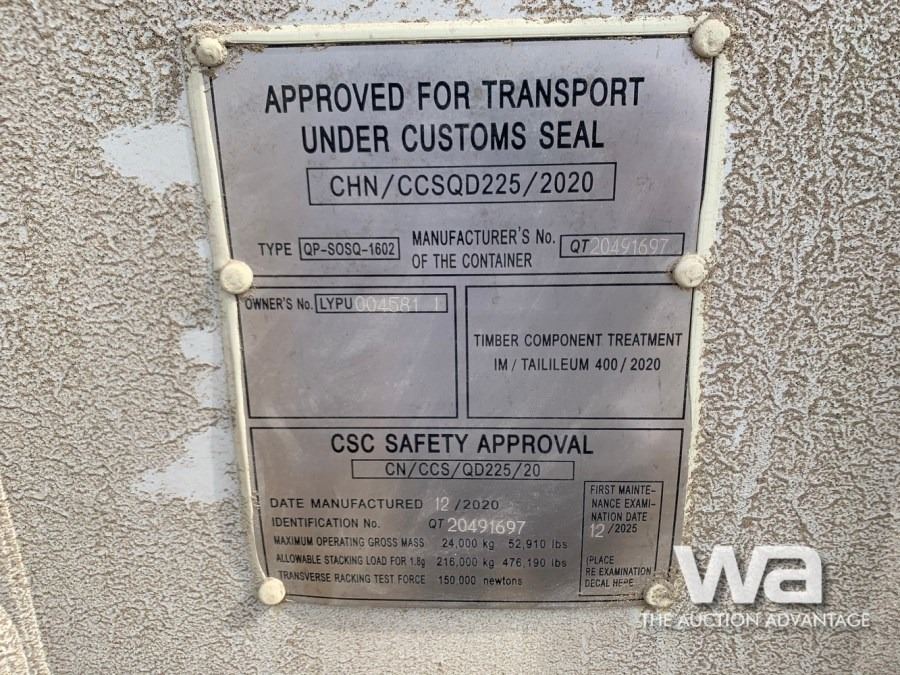 APPROVED FOR TRANSPORT
UNDER CUSTOMS SEAL
CHN/CCSQD225/2020
TYPE QP-SOSQ-1602 MANUFACTURER'S No. OF THE CONTAINER QT 20491697
OWNER'S No. LYPU 004581 1
TIMBER COMPONENT TREATMENT
IM / TAILILEUM 400 / 2020
CSC SAFETY APPROVAL
CN/CCS/QD225/20
DATE MANUFACTURED 12 / 2020
IDENTIFICATION No. QT 20491697
MAXIMUM OPERATING GROSS MASS 24,000 kg 52,910 lbs
ALLOWABLE STACKING LOAD FOR 1.8g 216,000 kg 476,190 lbs
TRANSVERSE RACKING TEST FORCE 150,000 newtons
FIRST MAINTE-
NANCE EXAMI-
NATION DATE
12 / 2025
(PLACE
RE EXAMINATION
DECAL HERE
wa
THE AUCTION ADVANTAGE